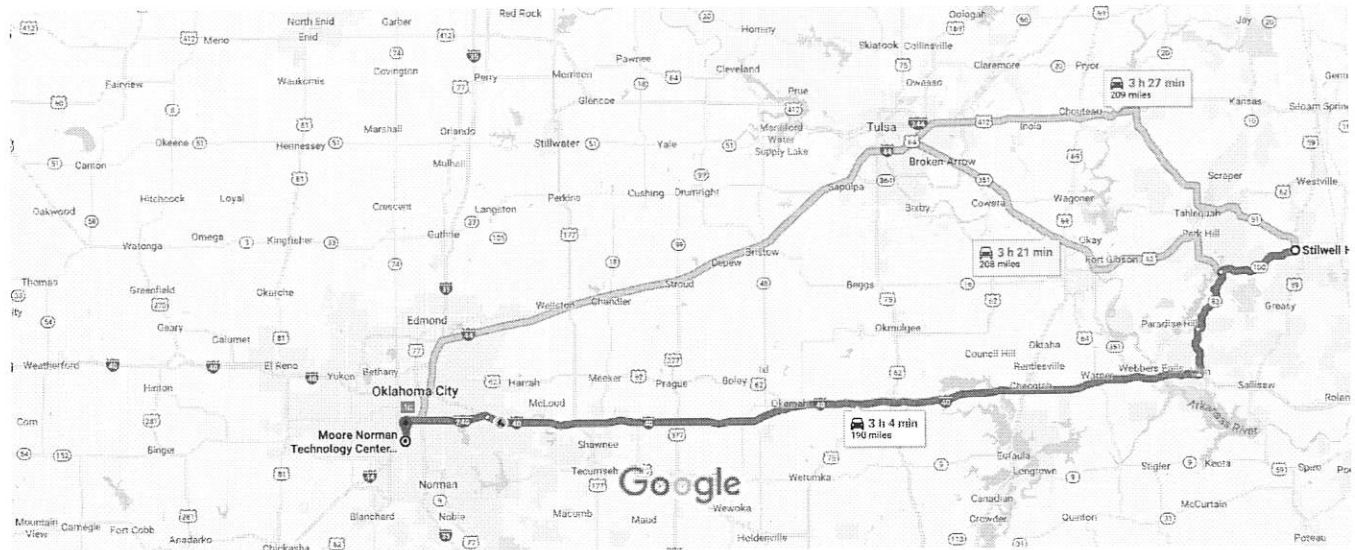 Red Rock
North Enid
Garber
Oologah
Jay
Meno
Enid
Hominy
Skiatook
Collinsville
Pawnee
Covington
Perry
Morrison
Cleveland
Claremore
Pryor
3 h 27 min
209 miles
Fairview
Waukomis
Owasso
Prue
Glencoe
Kansas
Siloam Spring
Chouteau
Marshall
Orlando
Tulsa
Inola
Mannford
Water
Supply Lake
Okeene
Hennessey
Stillwater
Yale
Canton
Mulhall
Broken Arrow
Scraper
Westville
Sapulpa
Cushing
Drumright
Hitchcock
Loyal
Crescent
Langston
Perkins
Bixby
Coweta
Wagoner
Oakwood
Tahlequah
Omega
Kingfisher
Guthrie
Okay
Park Hill
Watonga
Bristow
3 h 21 min
208 miles
Stilwell H
Depew
Fort Gibson
Thomas
Stroud
Beggs
Greenfield
Okarche
Wellston
Chandler
Greasy
Edmond
Geary
Okmulgee
Paradise Hill
Calumet
Council Hill
Oktaha
Weatherford
El Reno
Yukon
Bethany
Rentiesville
Webbers Falls
Harrah
Meeker
Prague
Boley
Warner
Checotah
Sallisaw
Hinton
Oklahoma City
McLoud
Okemah
Arkansas River
3 h 4 min
190 miles
Corn
Moore Norman
Technology Center...
Shawnee
Binger
Eufaula
Tecumseh
Longtown
Stigler
Keota
Spiro
Google
Norman
Wetumka
Canadian
McCurtain
Mountain
View
Carnegie
Fort Cobb
Blanchard
Noble
Macomb
Maud
Wewoka
Crowder
Quinton
Anadarko
Chickasha
Holdenville
Poteau